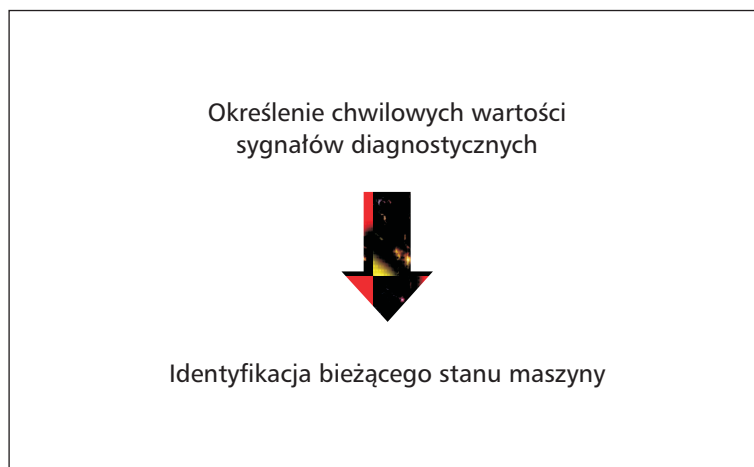 Określenie chwilowych wartości
sygnałów diagnostycznych
Identyfikacja bieżącego stanu maszyny